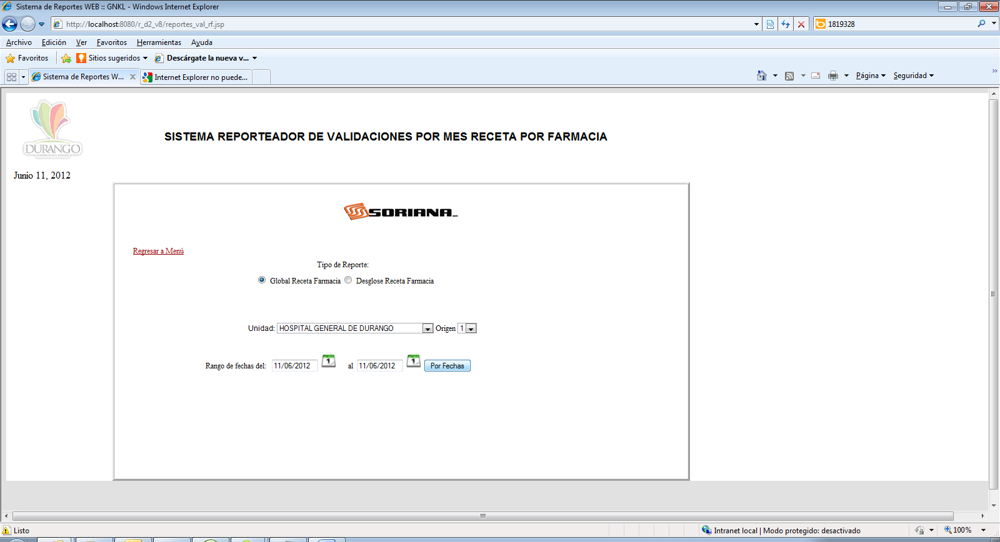 Sistema de Reportes WEB :: GNKL - Windows Internet Explorer
http://localhost:8080/r_d2_v8/reportes_val_rf.jsp
1819328
Archivo Edición Ver Favoritos Herramientas Ayuda
Favoritos Sitios sugeridos Descárgate la nueva v...
Sistema de Reportes W... Internet Explorer no puede... Página Seguridad
DURANGO
SISTEMA REPORTEADOR DE VALIDACIONES POR MES RECETA POR FARMACIA
Junio 11, 2012
SORIANA
Regresar a Menú
Tipo de Reporte:
Global Receta Farmacia Desglose Receta Farmacia
Unidad: HOSPITAL GENERAL DE DURANGO Origen 1
Rango de fechas del: 11/06/2012 1 al 11/06/2012 1 Por Fechas
Listo Intranet local | Modo protegido: desactivado 100%